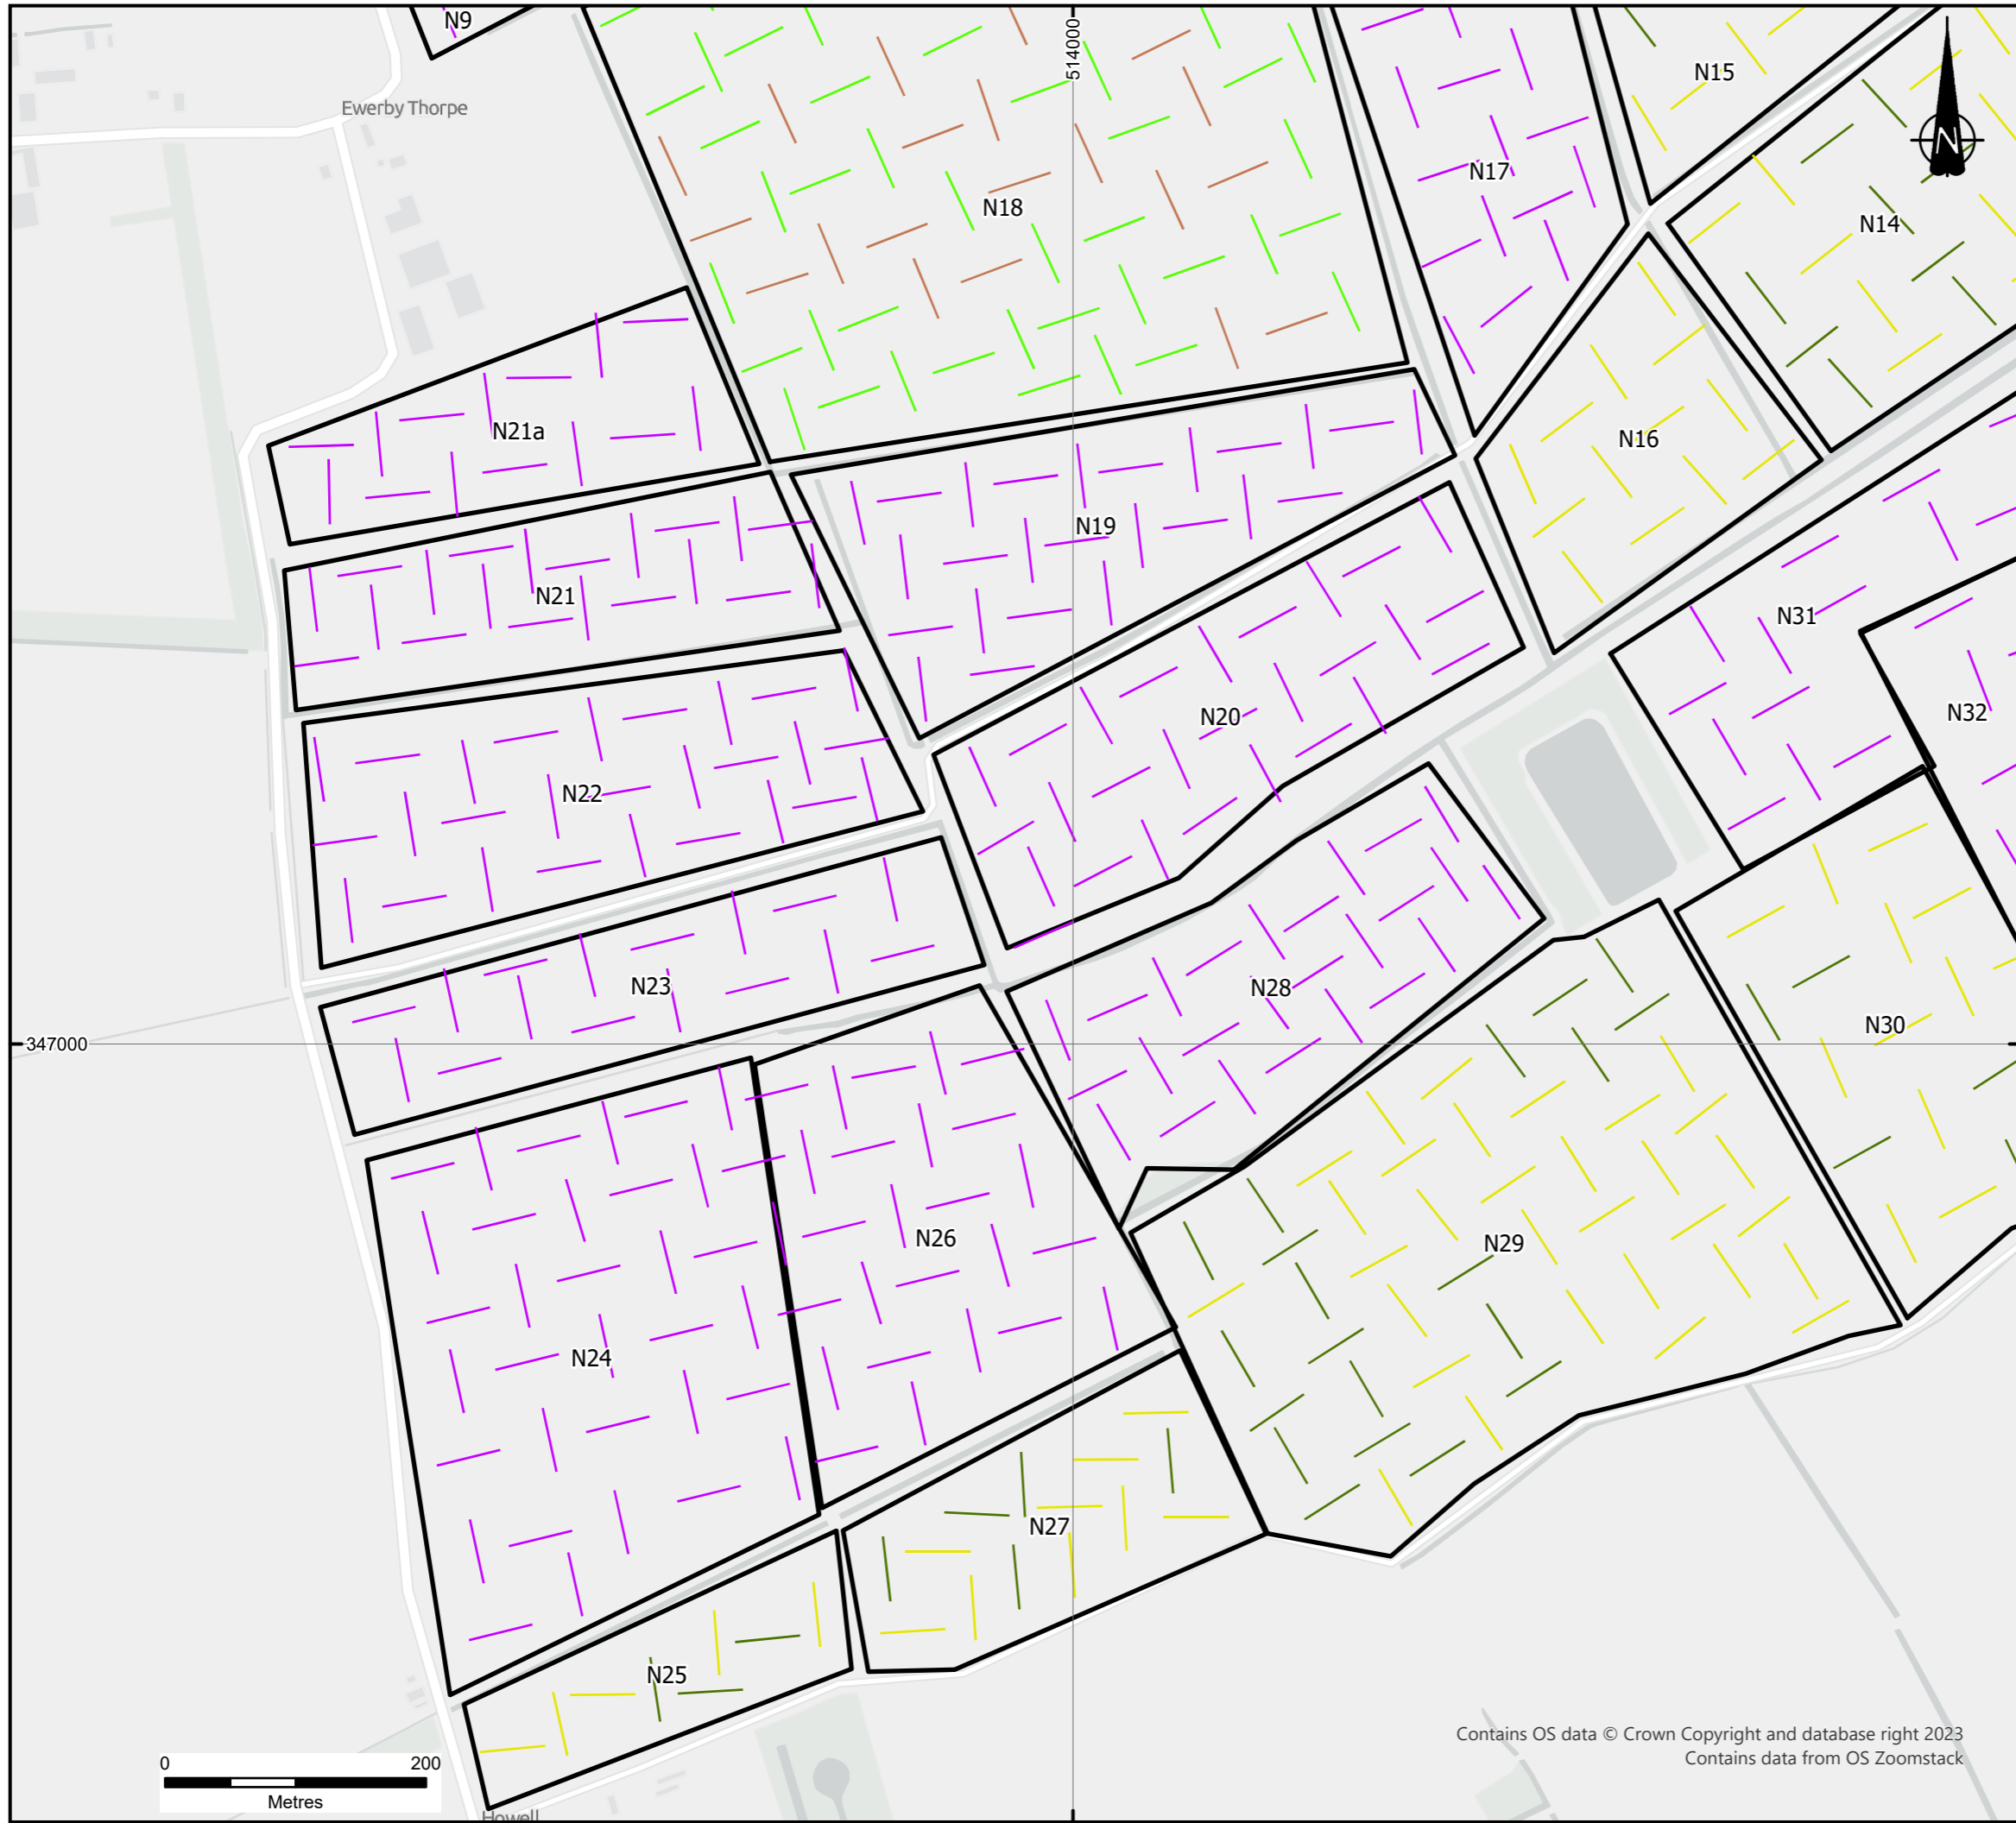 N9
514000
N15
Ewerby Thorpe
N
N17
N18
N14
N21a
N16
N19
N21
N31
N32
N20
N22
N23
N28
N30
347000
N26
N29
N24
N27
N25
Contains OS data © Crown Copyright and database right 2023
Contains data from OS Zoomstack
0 200
Metres
Howell